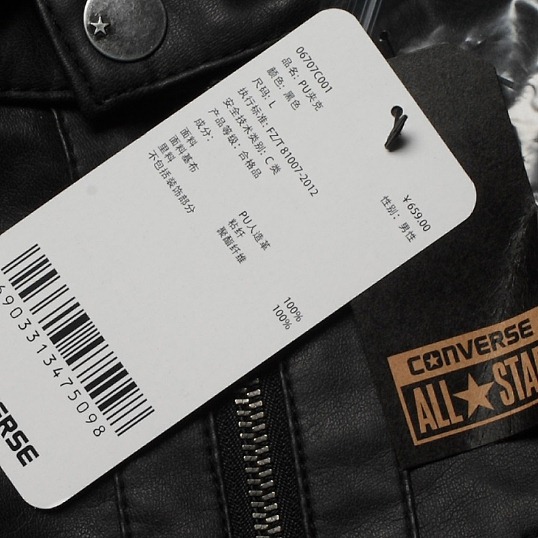 06707C001
品名: PU夹克
颜色: 黑色
尺码: L
执行标准: FZ/T 81007-2012
安全技术类别: C 类
产品等级: 合格品
成分:
面料 PU人造革
面料基布 粘纤 100%
里料 聚酯纤维 100%
不包括装饰部分
￥659.00
性别: 男性
6903313475098
CONVERSE
ALL★STAR